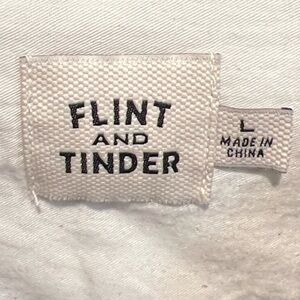 FLINT
AND
TINDER
L
MADE IN
CHINA